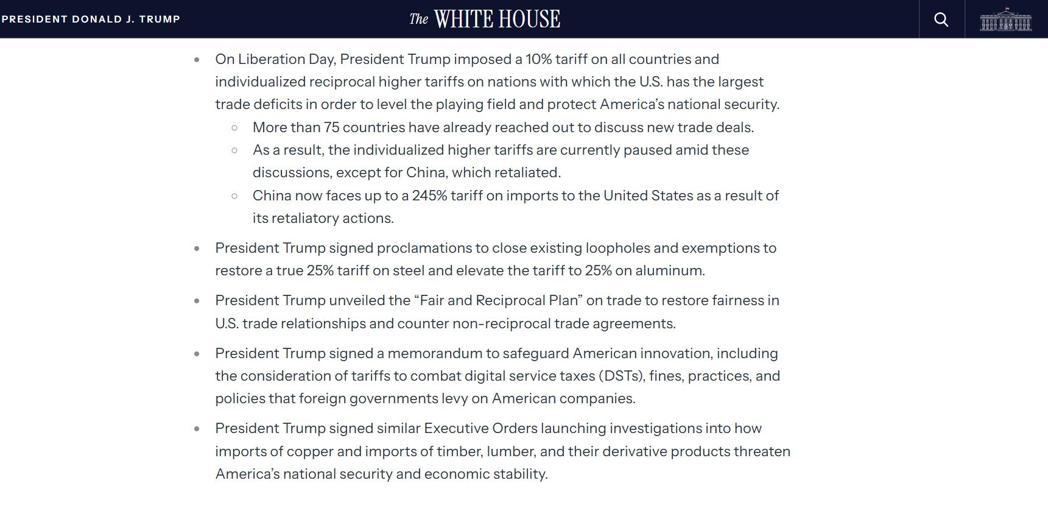 PRESIDENT DONALD J. TRUMP
The WHITE HOUSE
On Liberation Day, President Trump imposed a 10% tariff on all countries and
individualized reciprocal higher tariffs on nations with which the U.S. has the largest
trade deficits in order to level the playing field and protect America’s national security.
More than 75 countries have already reached out to discuss new trade deals.
As a result, the individualized higher tariffs are currently paused amid these
discussions, except for China, which retaliated.
China now faces up to a 245% tariff on imports to the United States as a result of
its retaliatory actions.
President Trump signed proclamations to close existing loopholes and exemptions to
restore a true 25% tariff on steel and elevate the tariff to 25% on aluminum.
President Trump unveiled the “Fair and Reciprocal Plan” on trade to restore fairness in
U.S. trade relationships and counter non-reciprocal trade agreements.
President Trump signed a memorandum to safeguard American innovation, including
the consideration of tariffs to combat digital service taxes (DSTs), fines, practices, and
policies that foreign governments levy on American companies.
President Trump signed similar Executive Orders launching investigations into how
imports of copper and imports of timber, lumber, and their derivative products threaten
America’s national security and economic stability.